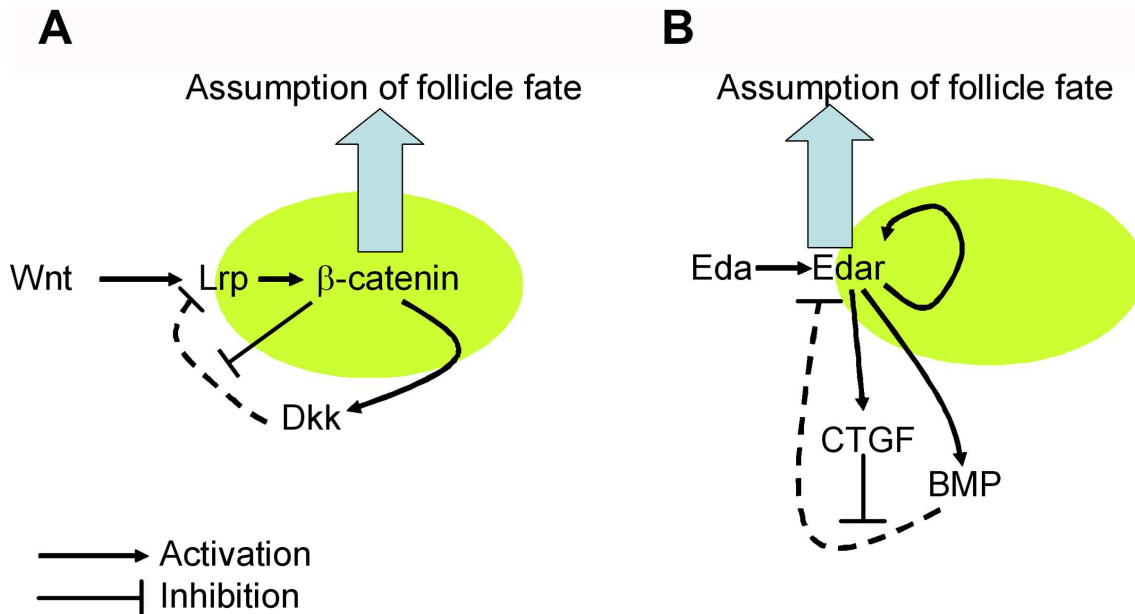 A
Assumption of follicle fate
Wnt
Lrp
β-catenin
Dkk
Activation
Inhibition
B
Assumption of follicle fate
Eda
Edar
CTGF
BMP